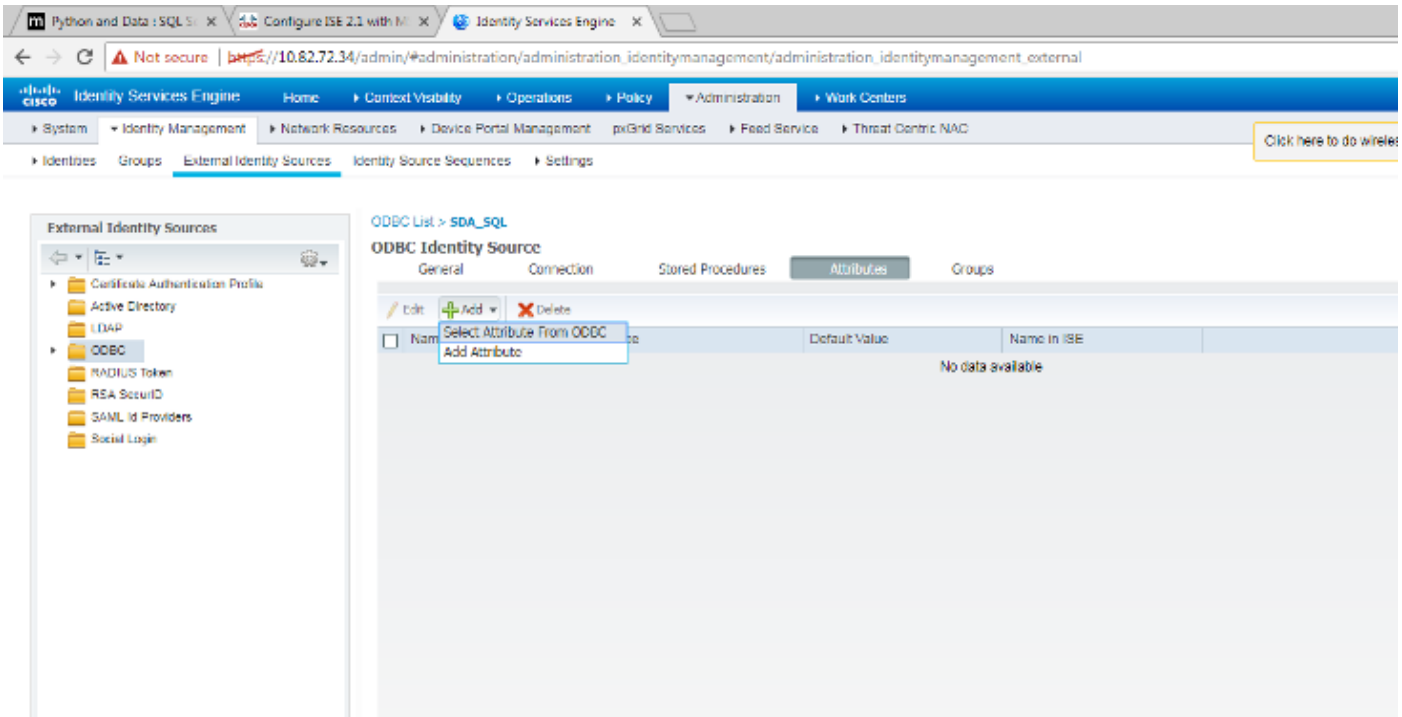 Python and Data : SQL S
Configure ISE 2.1 with M
Identity Services Engine
Not secure | https://10.82.72.34/admin/#administration/administration_identitymanagement/administration_identitymanagement_external
cisco Identity Services Engine Home Context Visibility Operations Policy Administration Work Centers
System Identity Management Network Resources Device Portal Management pxGrid Services Feed Service Threat Centric NAC
Click here to do wireles
Identities Groups External Identity Sources Identity Source Sequences Settings
External Identity Sources
Certificate Authentication Profile
Active Directory
LDAP
ODBC
RADIUS Token
RSA SecurID
SAML Id Providers
Social Login
ODBC List > SDA_SQL
ODBC Identity Source
General Connection Stored Procedures Attributes Groups
Edit Add Delete
Nam Default Value Name in ISE
Select Attribute From ODBC
Add Attribute
No data available